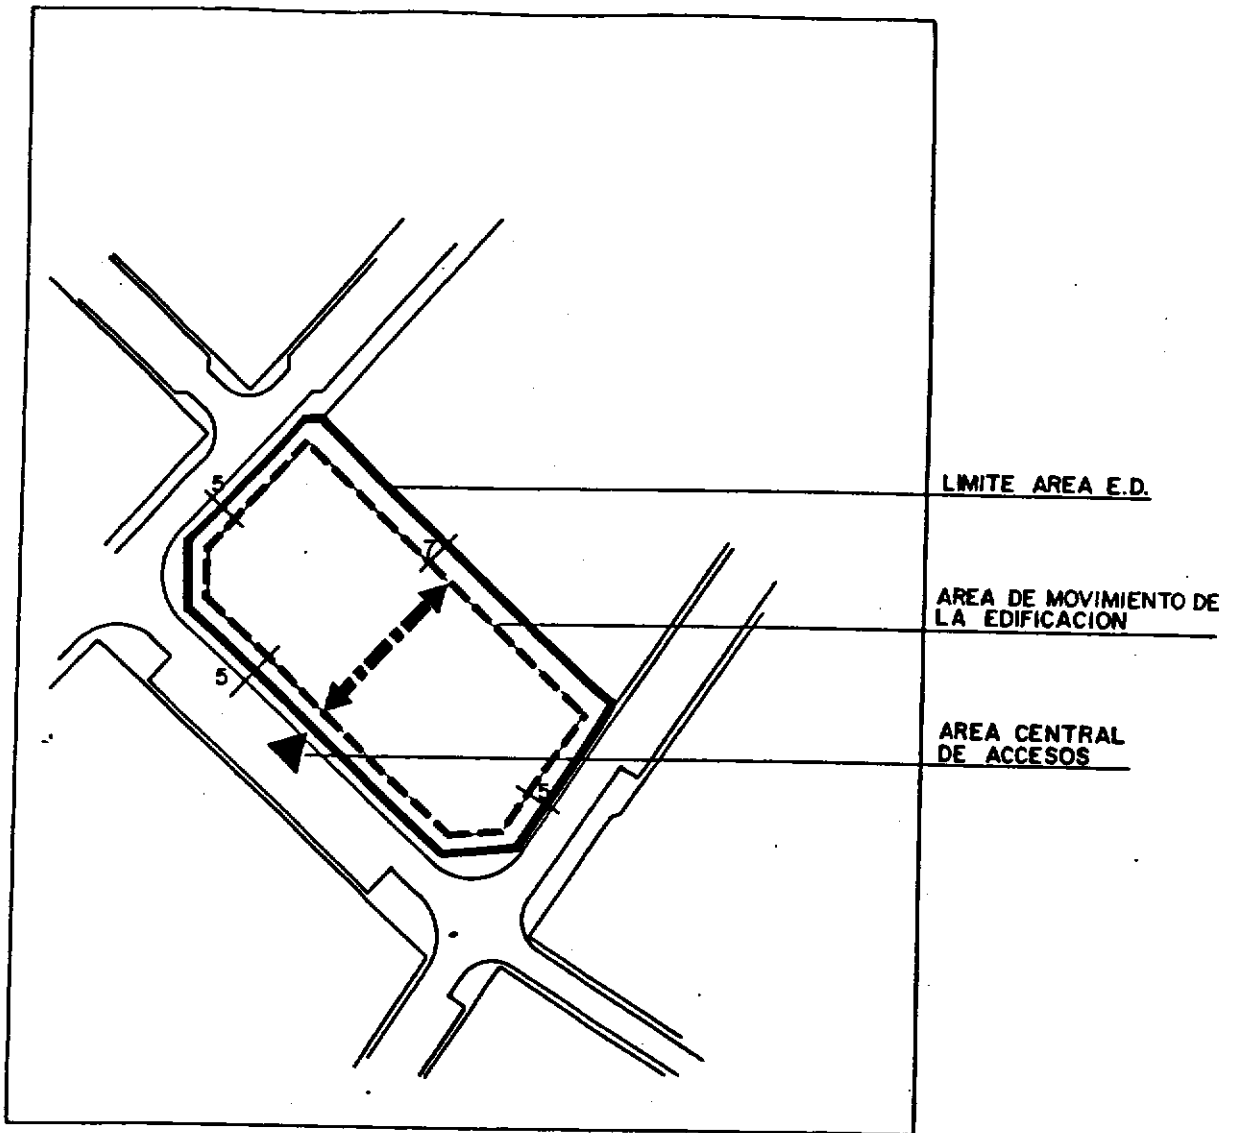 5
LIMITE AREA E.D.
7
AREA DE MOVIMIENTO DE
LA EDIFICACION
5
AREA CENTRAL
DE ACCESOS
5